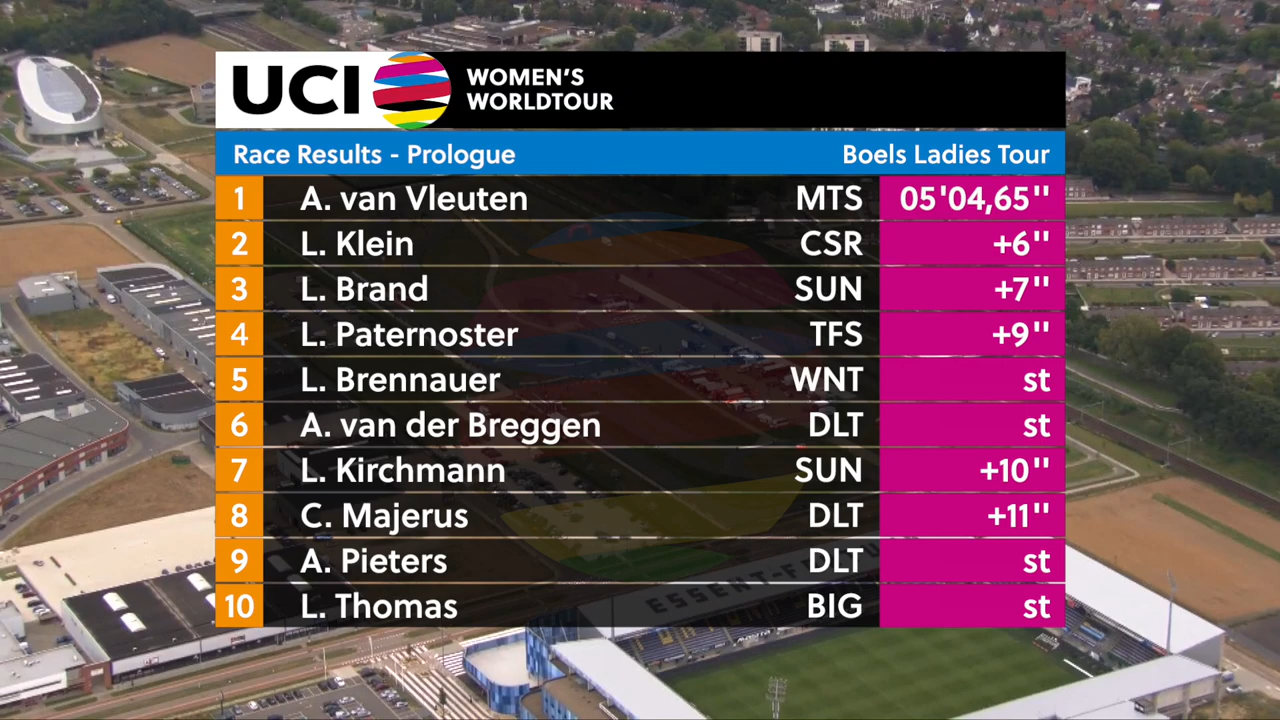 UCI WOMEN'S
WORLDTOUR
Race Results - Prologue Boels Ladies Tour
1 A. van Vleuten MTS 05'04,65''
2 L. Klein CSR +6''
3 L. Brand SUN +7''
4 L. Paternoster TFS +9''
5 L. Brennauer WNT st
6 A. van der Breggen DLT st
7 L. Kirchmann SUN +10''
8 C. Majerus DLT +11''
9 A. Pieters DLT st
10 L. Thomas BIG st